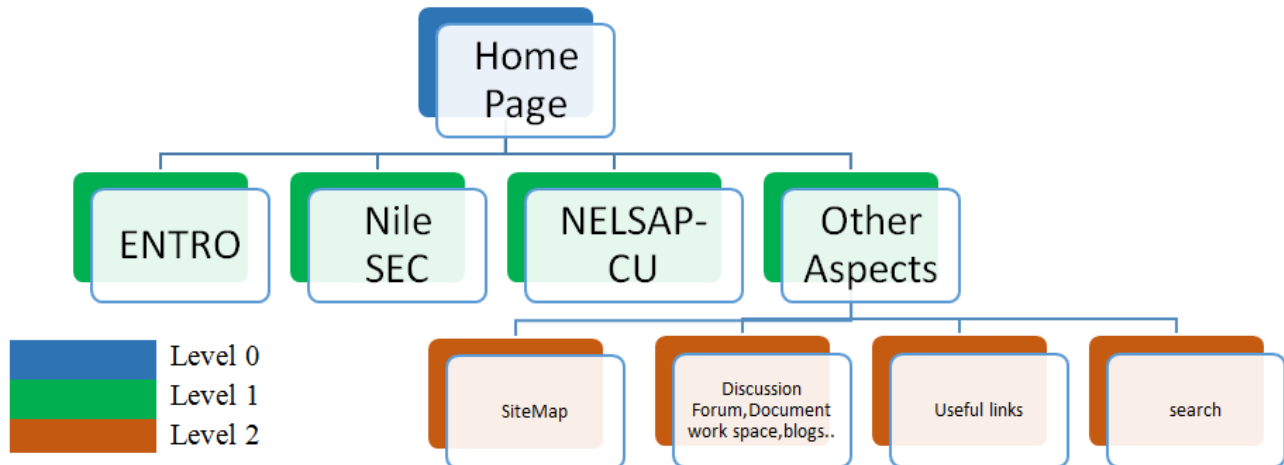 Home
Page
ENTRO
Nile
SEC
NELSAP-
CU
Other
Aspects
Level 0
Level 1
Level 2
SiteMap
Discussion
Forum,Document
work space,blogs..
Useful links
search